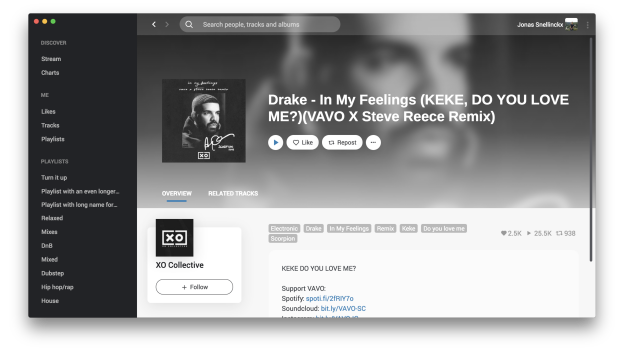 Search people, tracks and albums
Jonas Snellinckx
DISCOVER
Stream
Charts
ME
Likes
Tracks
Playlists
PLAYLISTS
Turn it up
Playlist with an even longer...
Playlist with long name for...
Relaxed
Mixes
DnB
Mixed
Dubstep
Hip hop/rap
House
in my feelings
XO
Drake - In My Feelings (KEKE, DO YOU LOVE
ME?)(VAVO X Steve Reece Remix)
Like
Repost
OVERVIEW
RELATED TRACKS
XO
XO Collective
+ Follow
Electronic Drake In My Feelings Remix Keke Do you love me
Scorpion
2.5K 25.5K 938
KEKE DO YOU LOVE ME?
Support VAVO:
Spotify: spoti.fi/2fRIY7o
Soundcloud: bit.ly/VAVO-SC